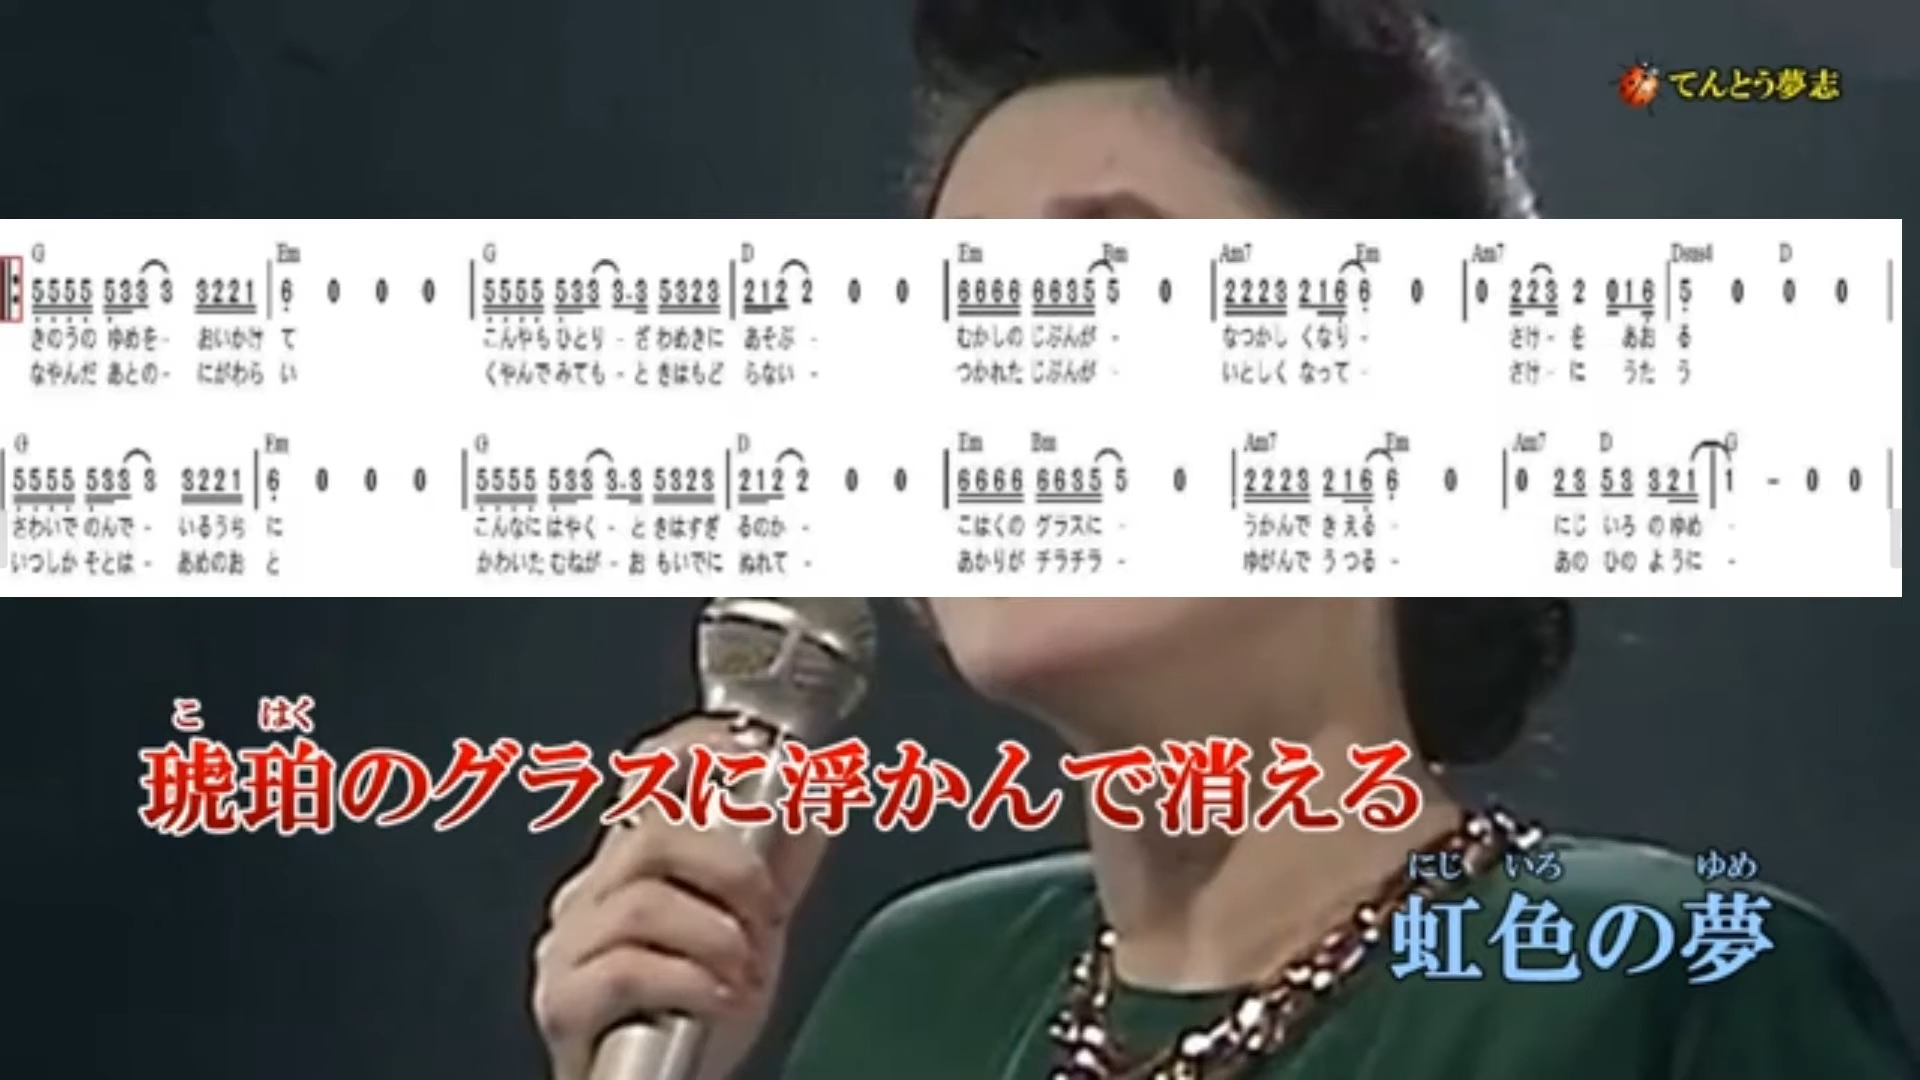 てんとう夢志
G Em G D Em Bm Am7 Em Am7 Dsus4 D
5555 533 3 3221 6 0 0 0 5555 533 3.3 5323 212 2 0 0 6666 6635 5 0 2223 216 6 0 0 223 2 016 5 0 0 0
きのうの ゆめを - おいかけ て こんやも ひとり - ざ わめきに あそぶ - むかしの じぶんが - なつかし くなり - さけ - を あお る
なやんだ あとの - にがわら い くやんで みても - と きはもど らない - つかれた じぶんが - いとしく なって - さけ - に うた う
G Em G D Em Bm Am7 Em Am7 D G
5555 533 3 3221 6 0 0 0 5555 533 3.3 5323 212 2 0 0 6666 6635 5 0 2223 216 6 0 0 23 53 321 1 - 0 0
さわいで のんで - いるうち に こんなに はやく - と きはすぎ るのか - こはくの グラスに - うかんで きえる - にじ いろ のゆめ -
いつしか そとは - あめのお と かわいた むねが - お もいでに ぬれて - あかりが チラチラ - ゆがんで うつる - あの ひの ように -
こ はく
琥珀のグラスに浮かんで消える
にじ いろ ゆめ
虹色の夢